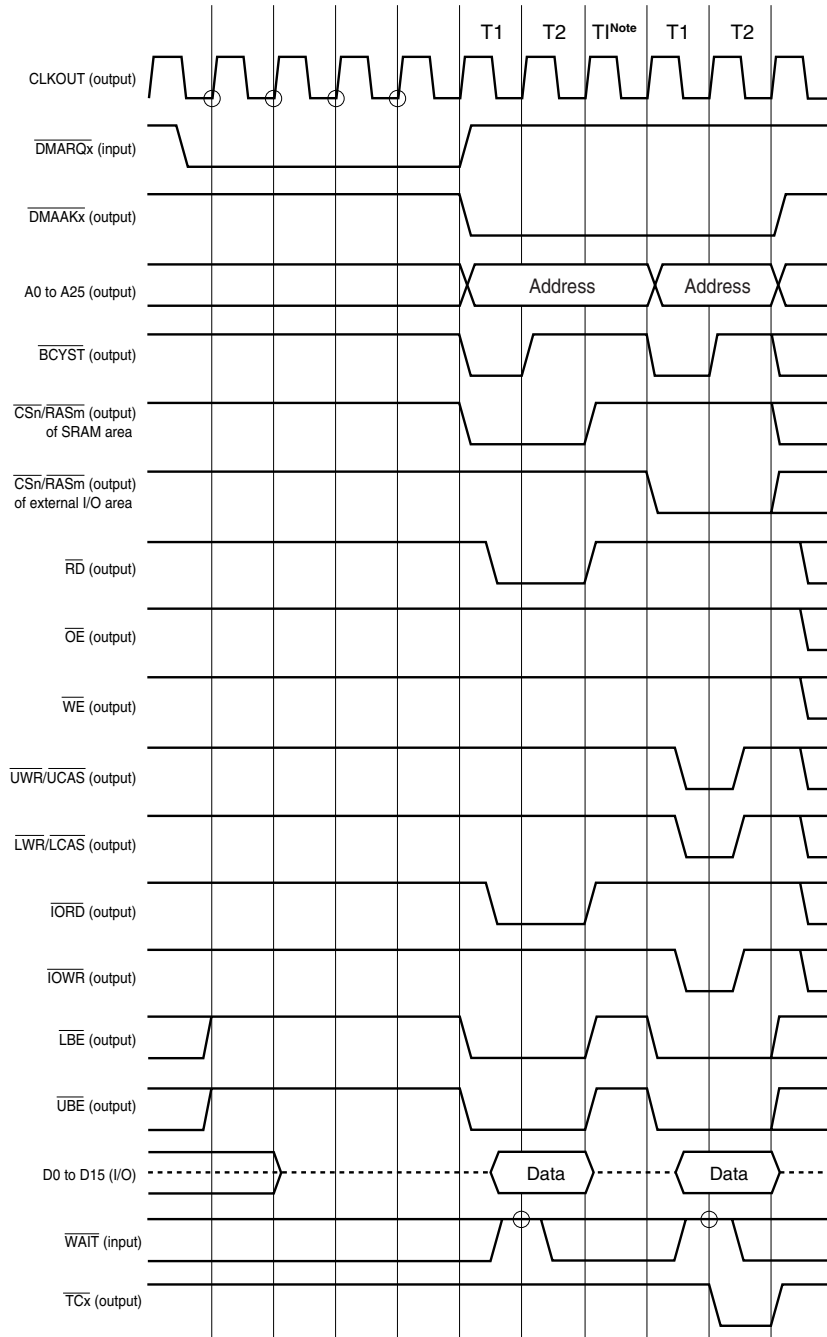 T1 T2 TINote T1 T2
CLKOUT (output)
DMARQx (input)
DMAAKx (output)
A0 to A25 (output) Address Address
BCYST (output)
CSn/RASm (output)
of SRAM area
CSn/RASm (output)
of external I/O area
RD (output)
OE (output)
WE (output)
UWR/UCAS (output)
LWR/LCAS (output)
IORD (output)
IOWR (output)
LBE (output)
UBE (output)
D0 to D15 (I/O) Data Data
WAIT (input)
TCx (output)